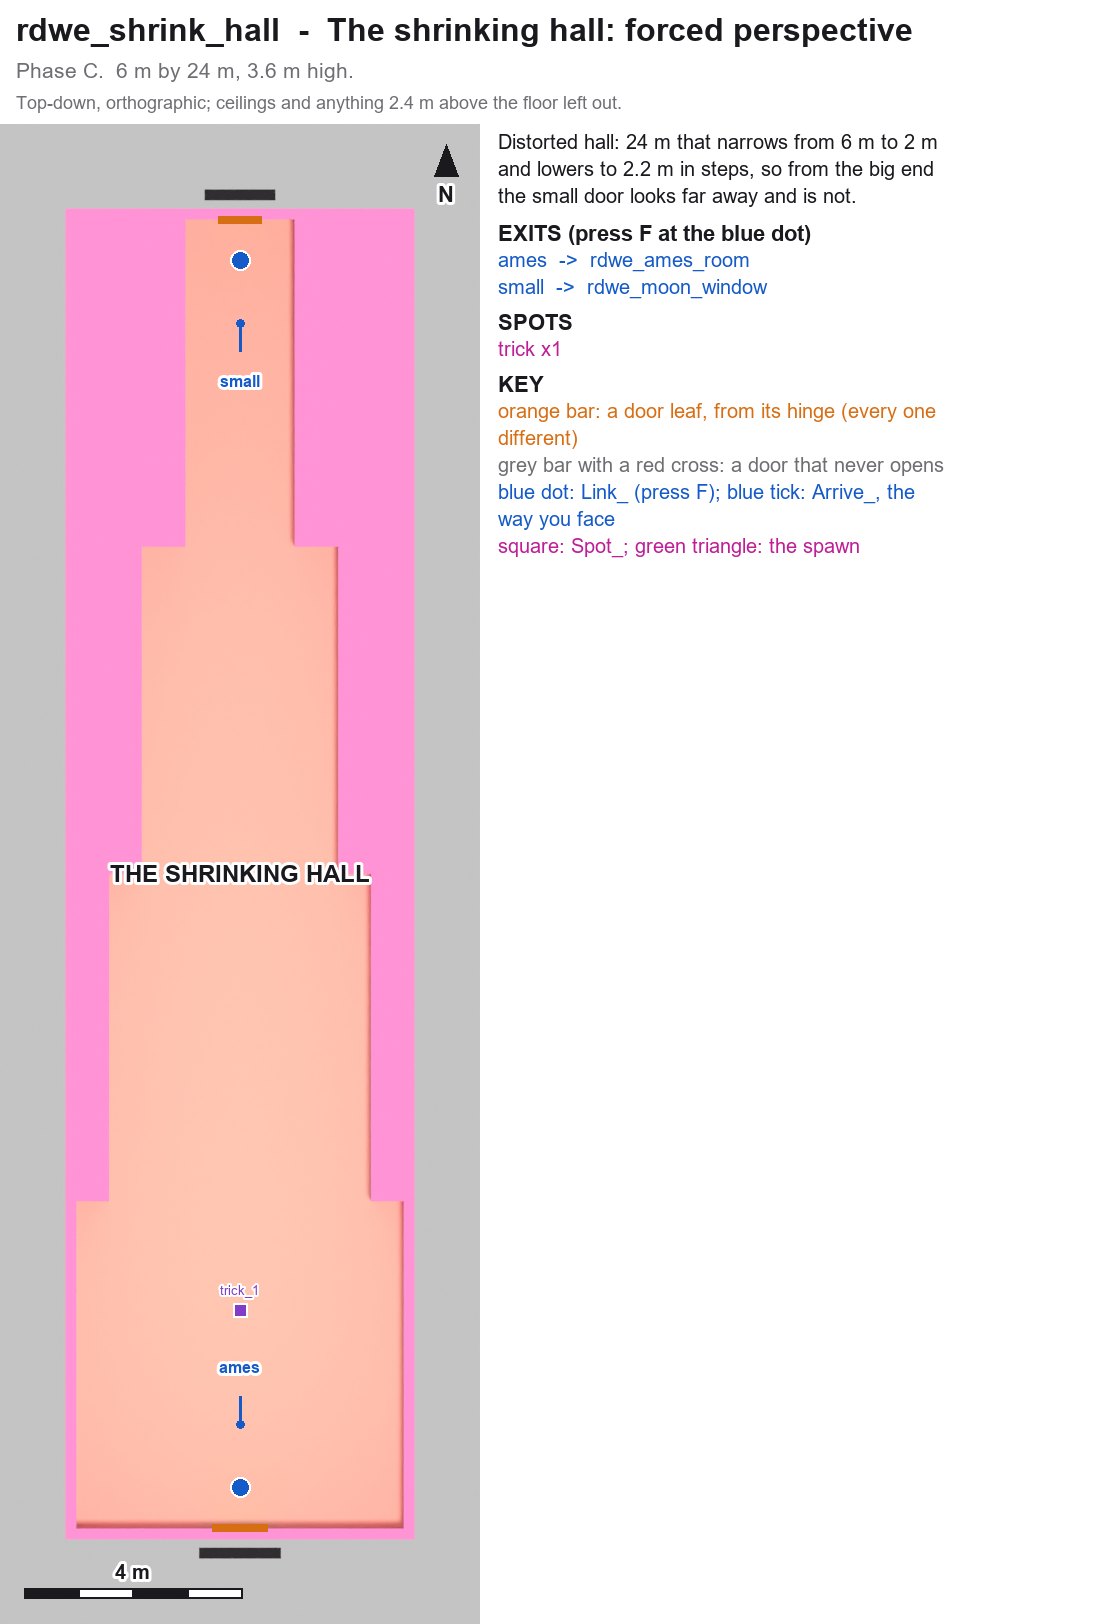 rdwe_shrink_hall  -  The shrinking hall: forced perspective
Phase C.  6 m by 24 m, 3.6 m high.
Top-down, orthographic; ceilings and anything 2.4 m above the floor left out.
N
small
THE SHRINKING HALL
trick_1
ames
4 m
Distorted hall: 24 m that narrows from 6 m to 2 m
and lowers to 2.2 m in steps, so from the big end
the small door looks far away and is not.
EXITS (press F at the blue dot)
ames  ->  rdwe_ames_room
small  ->  rdwe_moon_window
SPOTS
trick x1
KEY
orange bar: a door leaf, from its hinge (every one
different)
grey bar with a red cross: a door that never opens
blue dot: Link_ (press F); blue tick: Arrive_, the
way you face
square: Spot_; green triangle: the spawn